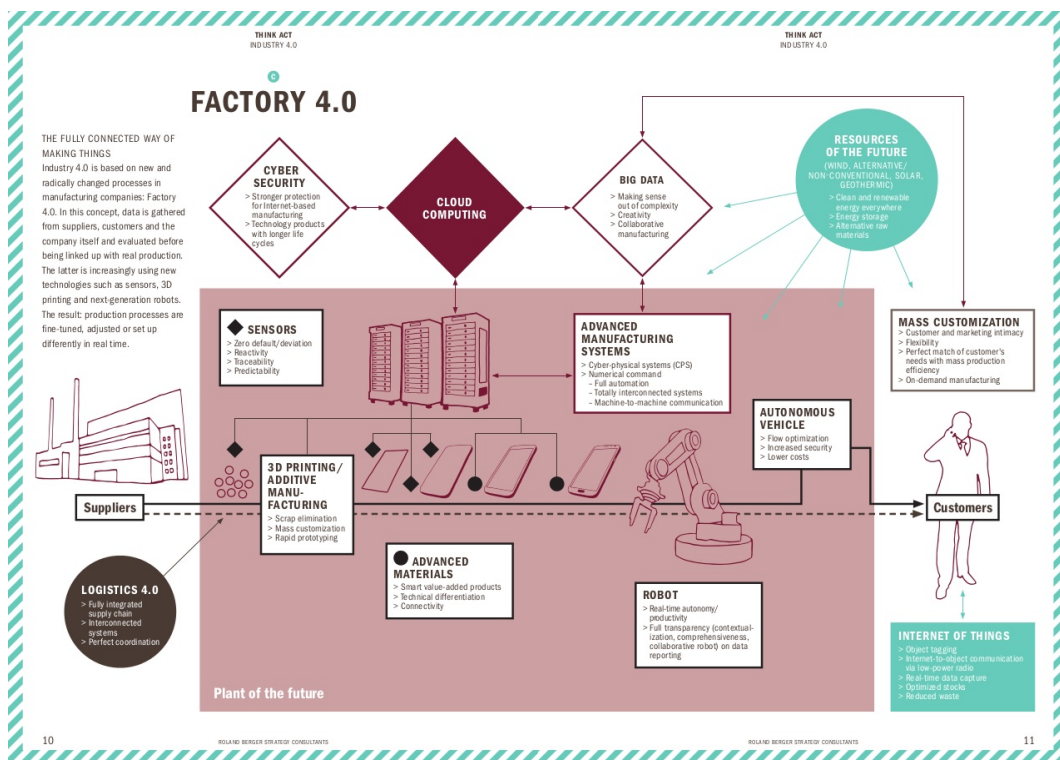 THINK ACT
INDUSTRY 4.0
THINK ACT
INDUSTRY 4.0
C
FACTORY 4.0
THE FULLY CONNECTED WAY OF
MAKING THINGS
Industry 4.0 is based on new and
radically changed processes in
manufacturing companies: Factory
4.0. In this concept, data is gathered
from suppliers, customers and the
company itself and evaluated before
being linked up with real production.
The latter is increasingly using new
technologies such as sensors, 3D
printing and next-generation robots.
The result: production processes are
fine-tuned, adjusted or set up
differently in real time.
CYBER
SECURITY
> Stronger protection
for Internet-based
manufacturing
> Technology products
with longer life
cycles
CLOUD
COMPUTING
BIG DATA
> Making sense
out of complexity
> Creativity
> Collaborative
manufacturing
RESOURCES
OF THE FUTURE
(WIND, ALTERNATIVE/
NON-CONVENTIONAL, SOLAR,
GEOTHERMIC)
> Clean and renewable
energy everywhere
> Energy storage
> Alternative raw
materials
SENSORS
> Zero default/deviation
> Reactivity
> Traceability
> Predictability
ADVANCED
MANUFACTURING
SYSTEMS
> Cyber-physical systems (CPS)
> Numerical command
– Full automation
– Totally interconnected systems
– Machine-to-machine communication
MASS CUSTOMIZATION
> Customer and marketing intimacy
> Flexibility
> Perfect match of customer's
needs with mass production
efficiency
> On-demand manufacturing
AUTONOMOUS
VEHICLE
> Flow optimization
> Increased security
> Lower costs
3D PRINTING/
ADDITIVE
MANU-
FACTURING
> Scrap elimination
> Mass customization
> Rapid prototyping
Suppliers
Customers
LOGISTICS 4.0
> Fully integrated
supply chain
> Interconnected
systems
> Perfect coordination
ADVANCED
MATERIALS
> Smart value-added products
> Technical differentiation
> Connectivity
ROBOT
> Real-time autonomy/
productivity
> Full transparency (contextual-
ization, comprehensiveness,
collaborative robot) on data
reporting
INTERNET OF THINGS
> Object tagging
> Internet-to-object communication
via low-power radio
> Real-time data capture
> Optimized stocks
> Reduced waste
Plant of the future
10
ROLAND BERGER STRATEGY CONSULTANTS
ROLAND BERGER STRATEGY CONSULTANTS
11